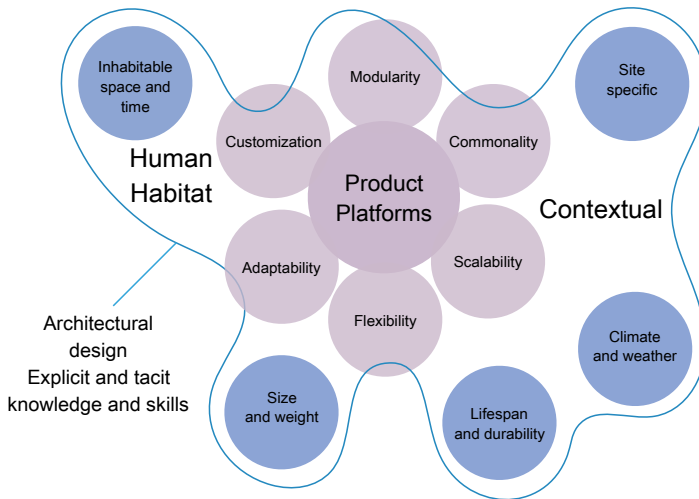 Inhabitable
space and
time
Modularity
Site
specific
Customization
Commonality
Human
Habitat
Product
Platforms
Contextual
Adaptability
Scalability
Flexibility
Architectural
design
Explicit and tacit
knowledge and skills
Climate
and weather
Size
and weight
Lifespan
and durability